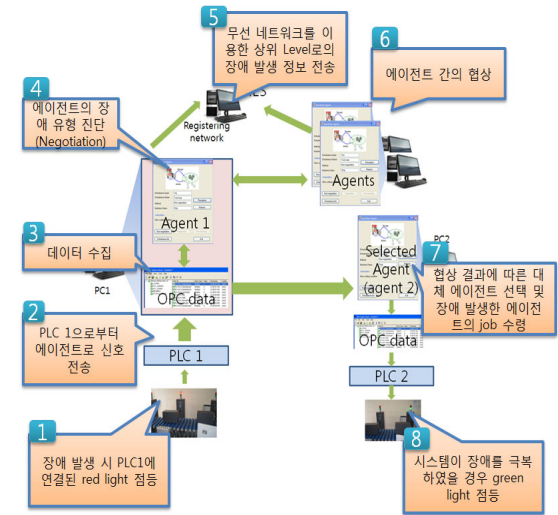 5
무선 네트워크를 이
용한 상위 Level로의
장애 발생 정보 전송
6
에이전트 간의 협상
4
에이전트의 장
애 유형 진단
(Negotiation)
Registering
network
Agents
Agent 1
3
데이터 수집
PC1
OPC data
Selected
Agent
(agent 2)
PC2
7
협상 결과에 따른 대
체 에이전트 선택 및
장애 발생한 에이전
트의 job 수령
2
PLC 1으로부터
에이전트로 신호
전송
OPC data
PLC 1
PLC 2
1
장애 발생 시 PLC1에
연결된 red light 점등
8
시스템이 장애를 극복
하였을 경우 green
light 점등